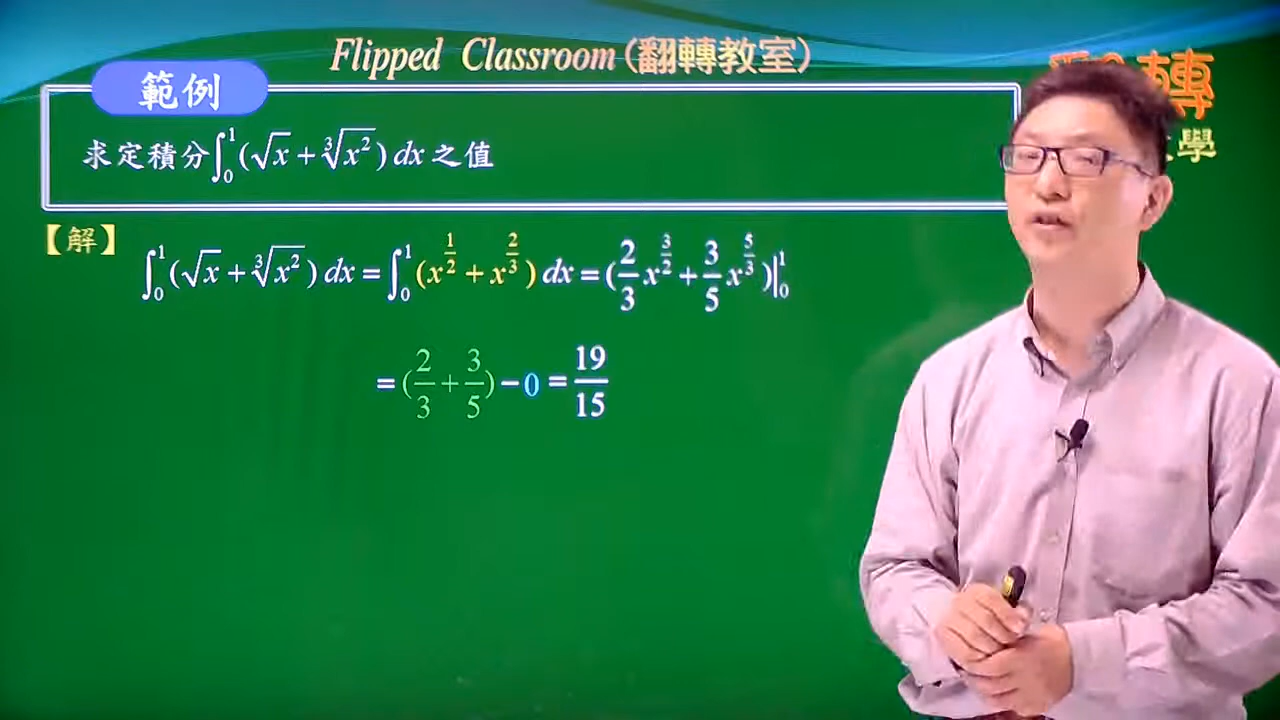 Flipped Classroom(翻轉教室)
轉
學
範例
求定積分∫₀¹(√x + ∛x²) dx 之值
【解】
∫₀¹(√x + ∛x²) dx = ∫₀¹(x^(1/2) + x^(2/3)) dx = (2/3 x^(3/2) + 3/5 x^(5/3))|₀¹
= (2/3 + 3/5) − 0 = 19/15